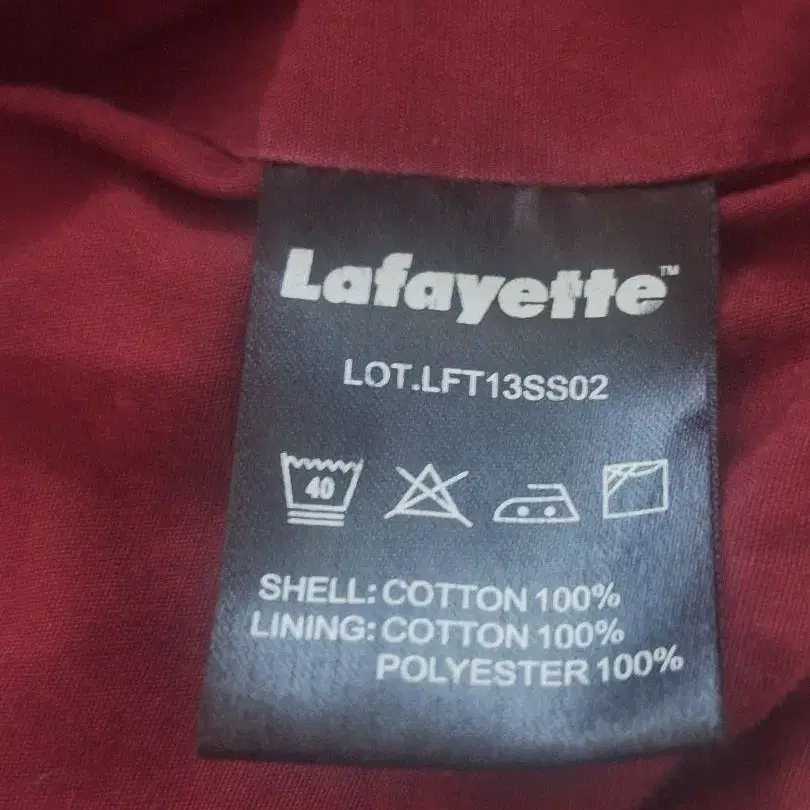 Lafayette™
LOT.LFT13SS02
40
SHELL: COTTON 100%
LINING: COTTON 100%
POLYESTER 100%